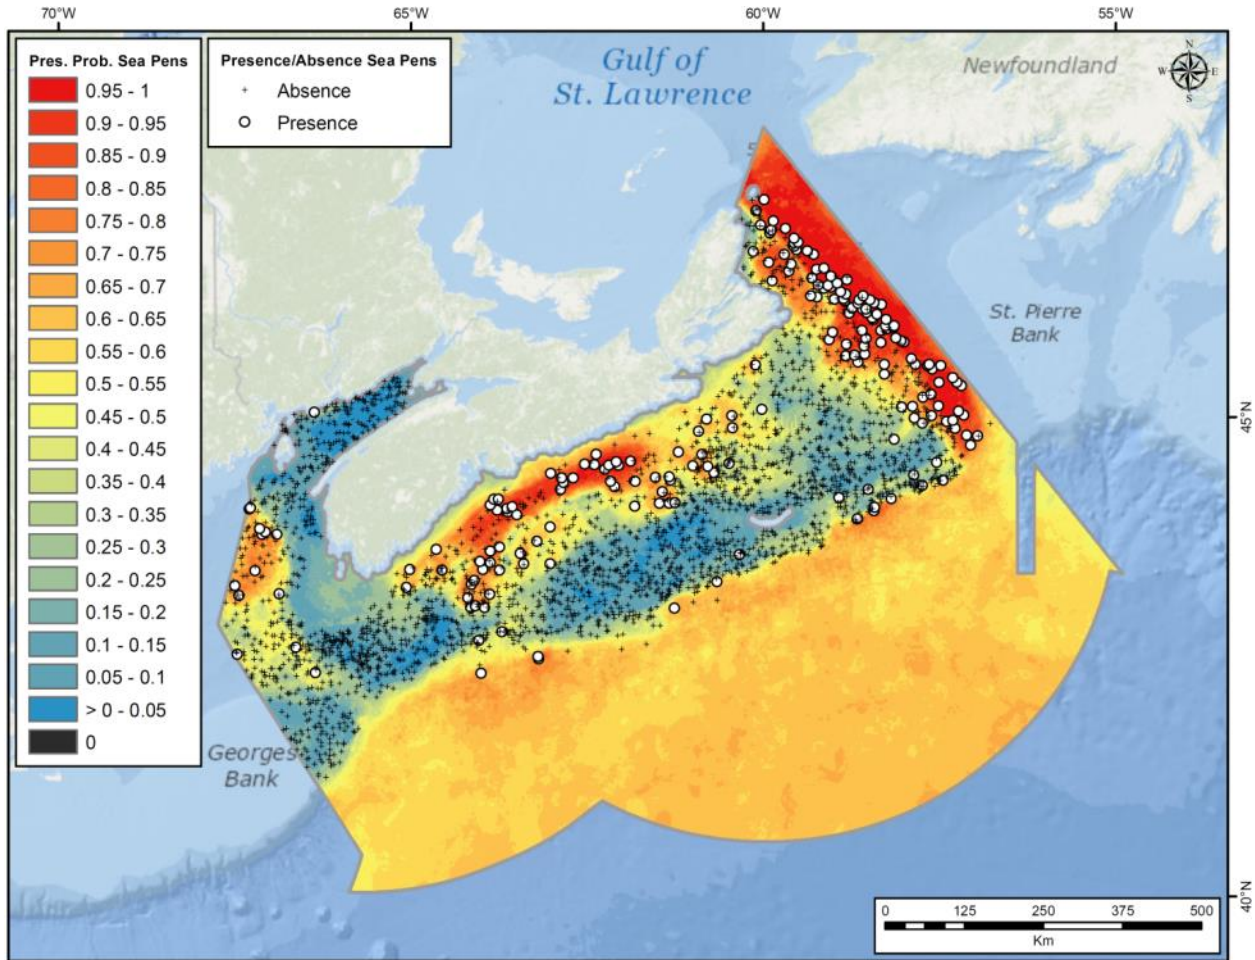 70°W
65°W
60°W
55°W
Pres. Prob. Sea Pens
0.95 - 1
0.9 - 0.95
0.85 - 0.9
0.8 - 0.85
0.75 - 0.8
0.7 - 0.75
0.65 - 0.7
0.6 - 0.65
0.55 - 0.6
0.5 - 0.55
0.45 - 0.5
0.4 - 0.45
0.35 - 0.4
0.3 - 0.35
0.25 - 0.3
0.2 - 0.25
0.15 - 0.2
0.1 - 0.15
0.05 - 0.1
> 0 - 0.05
0
Presence/Absence Sea Pens
Absence
Presence
Gulf of
St. Lawrence
Newfoundland
N
W
E
S
St. Pierre
Bank
45°N
Georges
Bank
40°N
0
125
250
375
500
Km